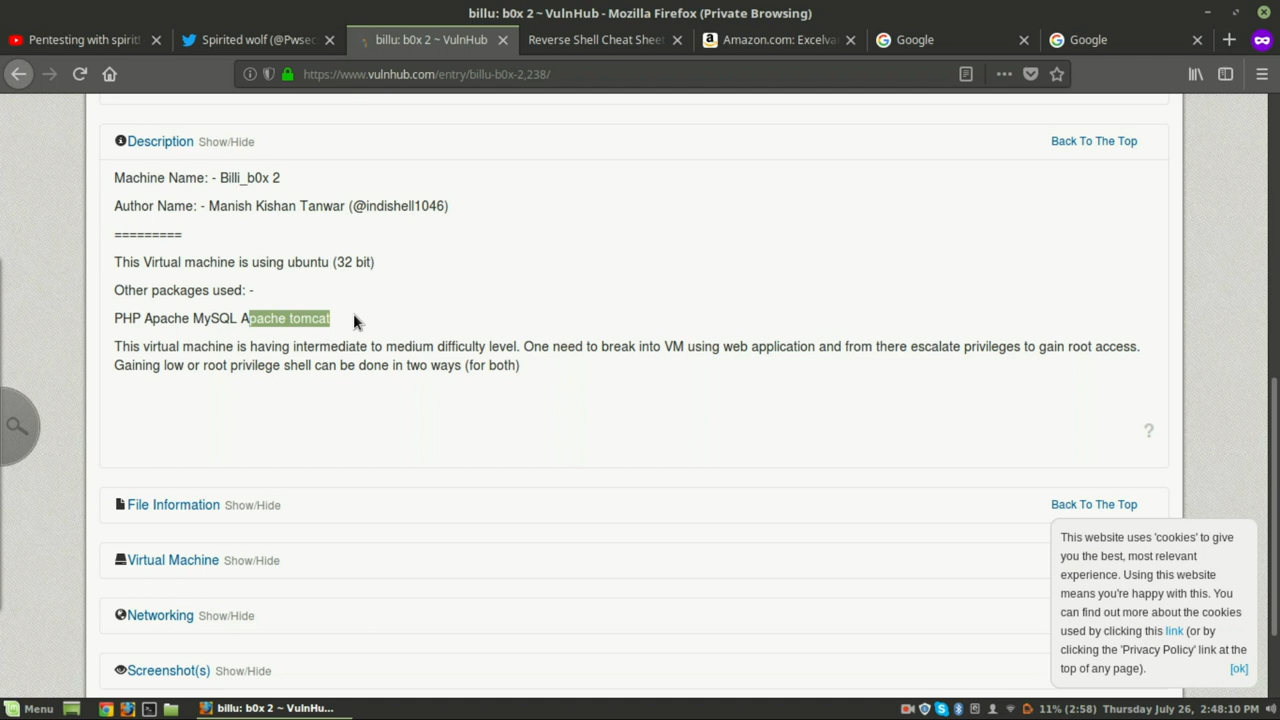 billu: b0x 2 ~ VulnHub - Mozilla Firefox (Private Browsing)
Pentesting with spirit!
Spirited wolf (@Pwsec
billu: b0x 2 ~ VulnHub
Reverse Shell Cheat Sheet
Amazon.com: Excelva
Google
Google
https://www.vulnhub.com/entry/billu-b0x-2,238/
Description Show/Hide
Back To The Top
Machine Name: - Billi_b0x 2
Author Name: - Manish Kishan Tanwar (@indishell1046)
=========
This Virtual machine is using ubuntu (32 bit)
Other packages used: -
PHP Apache MySQL Apache tomcat
This virtual machine is having intermediate to medium difficulty level. One need to break into VM using web application and from there escalate privileges to gain root access.
Gaining low or root privilege shell can be done in two ways (for both)
?
File Information Show/Hide
Back To The Top
Virtual Machine Show/Hide
Networking Show/Hide
Screenshot(s) Show/Hide
This website uses 'cookies' to give
you the best, most relevant
experience. Using this website
means you're happy with this. You
can find out more about the cookies
used by clicking this link (or by
clicking the 'Privacy Policy' link at the
top of any page).
[ok]
Menu
billu: b0x 2 ~ VulnHu...
11% (2:58) Thursday July 26, 2:48:10 PM